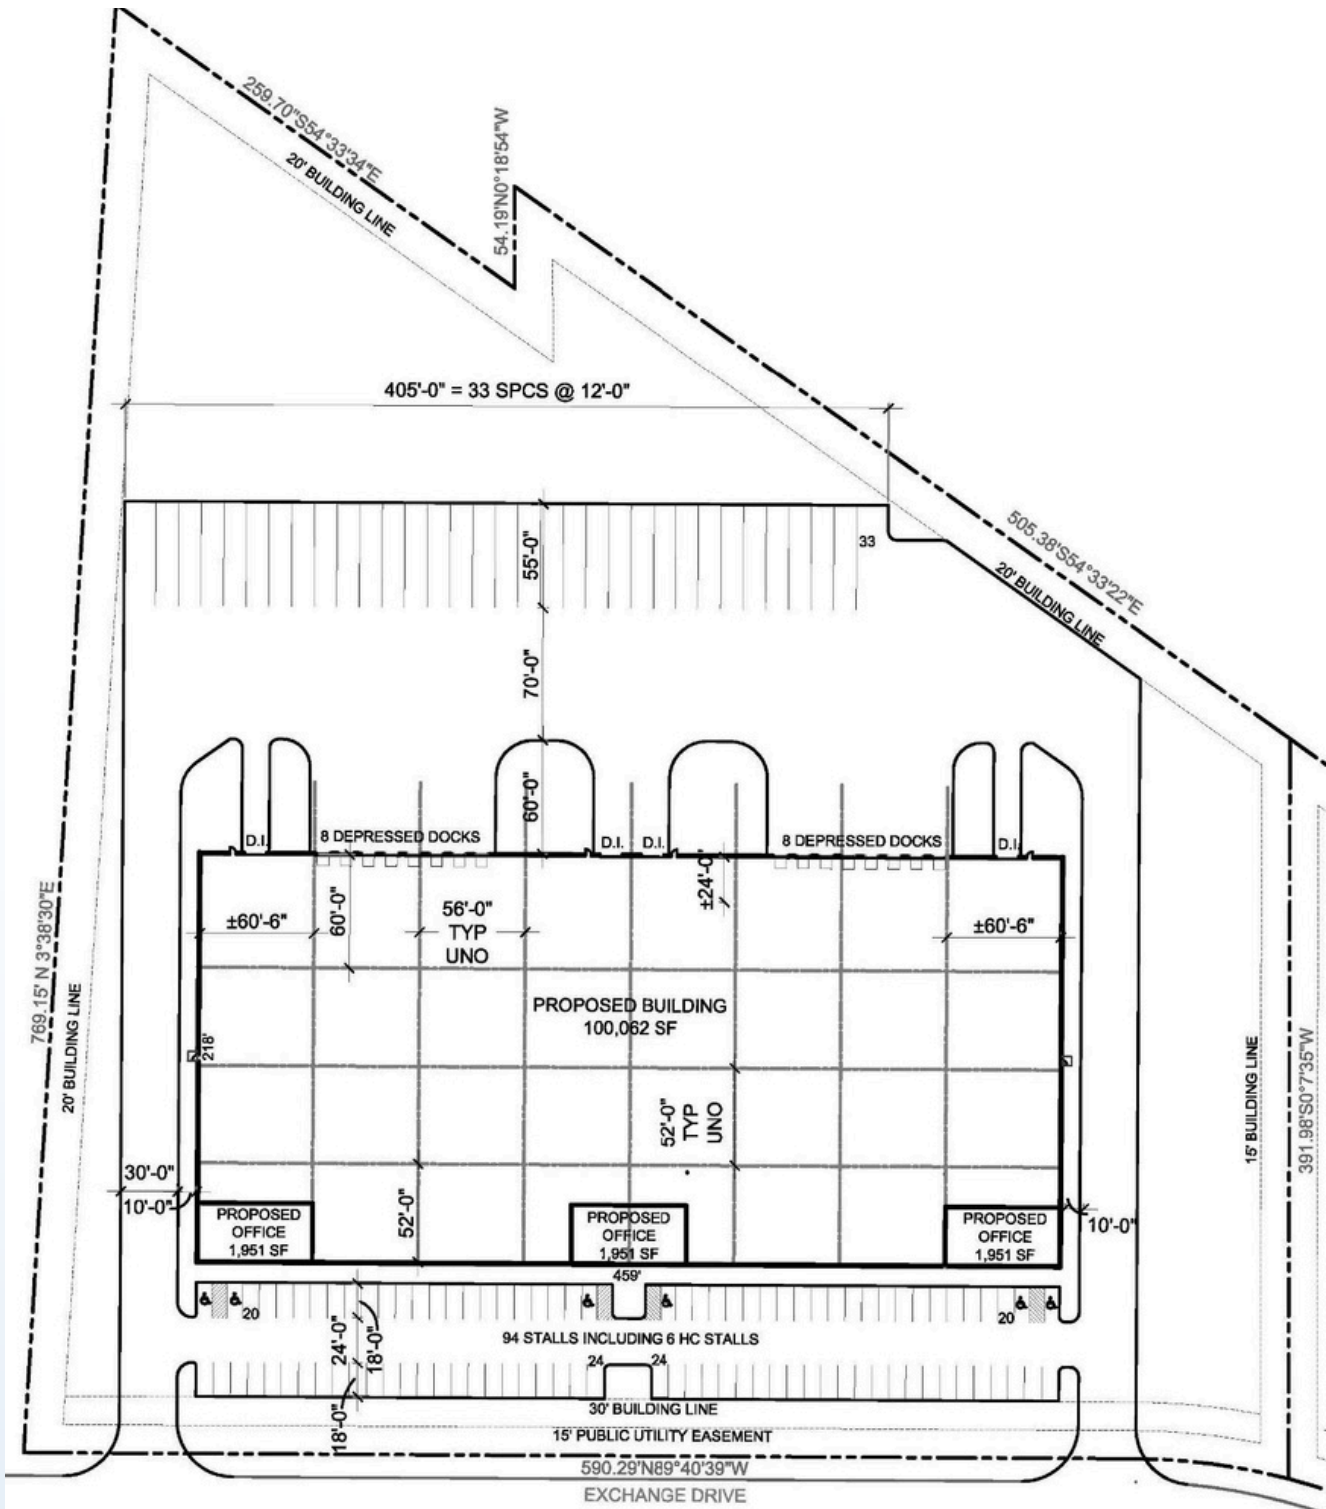 259.70"S54°33'34"E
20' BUILDING LINE
54.19'N0°18'54"W
405'-0" = 33 SPCS @ 12'-0"
505.38'S54°33'22"E
20' BUILDING LINE
33
55'-0"
70'-0"
60'-0"
D.I.
8 DEPRESSED DOCKS
D.I.
D.I.
8 DEPRESSED DOCKS
D.I.
±60'-6"
60'-0"
56'-0"
TYP
UNO
±24'-0"
±60'-6"
769.15' N 3°38'30"E
20' BUILDING LINE
218'
PROPOSED BUILDING
100,062 SF
52'-0"
TYP
UNO
15' BUILDING LINE
391.98'S0°7'35"W
30'-0"
10'-0"
PROPOSED
OFFICE
1,951 SF
52'-0"
PROPOSED
OFFICE
1,951 SF
PROPOSED
OFFICE
1,951 SF
10'-0"
459'
20
20
24'-0"
18'-0"
94 STALLS INCLUDING 6 HC STALLS
24
24
18'-0"
30' BUILDING LINE
15' PUBLIC UTILITY EASEMENT
590.29'N89°40'39"W
EXCHANGE DRIVE